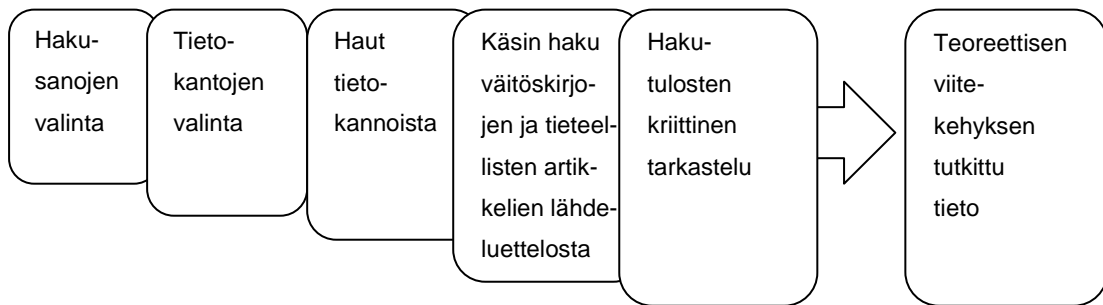 Haku-
sanojen
valinta
Tieto-
kantojen
valinta
Haut
tieto-
kannoista
Käsin haku
väitöskirjo-
jen ja tieteel-
listen artik-
kelien lähde-
luettelosta
Haku-
tulosten
kriittinen
tarkastelu
Teoreettisen
viite-
kehyksen
tutkittu
tieto